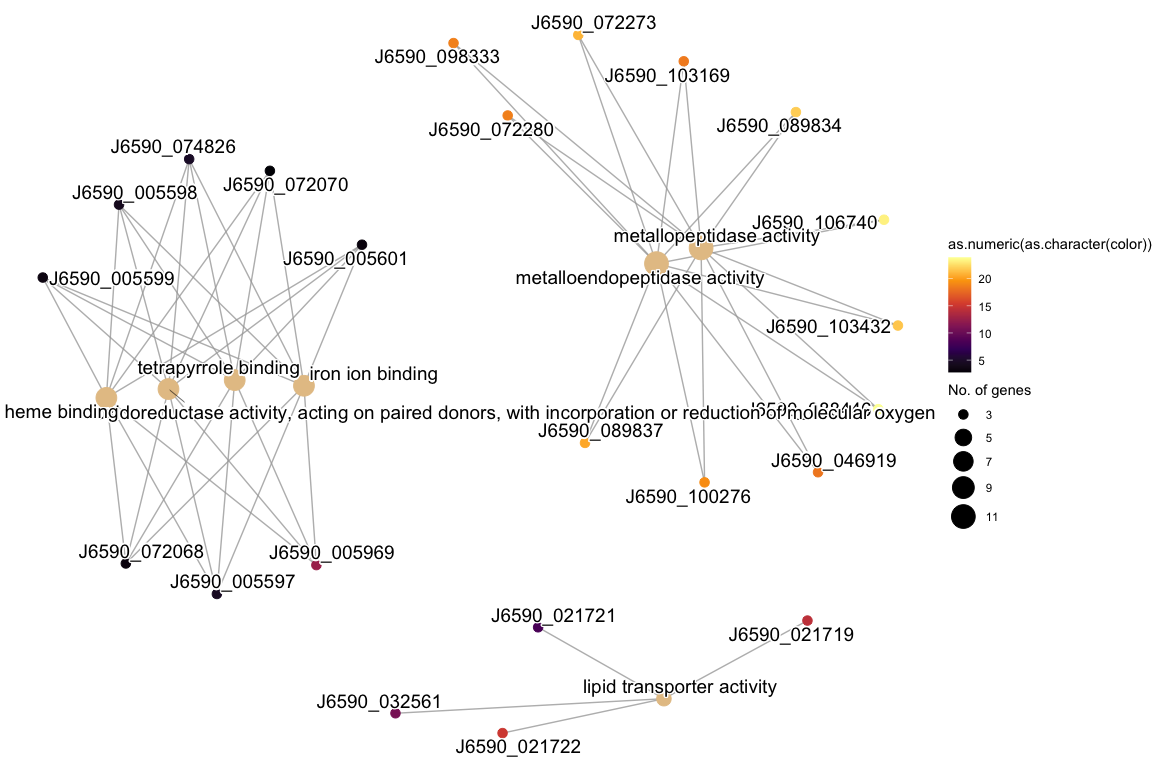 J6590_072273
J6590_098333
J6590_103169
J6590_072280
J6590_089834
J6590_074826
J6590_005598
J6590_072070
J6590_106740
metallopeptidase activity
J6590_005601
J6590_005599
metalloendopeptidase activity
J6590_103432
tetrapyrrole binding
iron ion binding
heme binding
doreductase activity, acting on paired donors, with incorporation or reduction of molecular oxygen
J6590_089837
J6590_046919
J6590_100276
J6590_072068
J6590_005969
J6590_005597
J6590_021721
J6590_021719
lipid transporter activity
J6590_032561
J6590_021722
as.numeric(as.character(color))
20
15
10
5
No. of genes
3
5
7
9
11